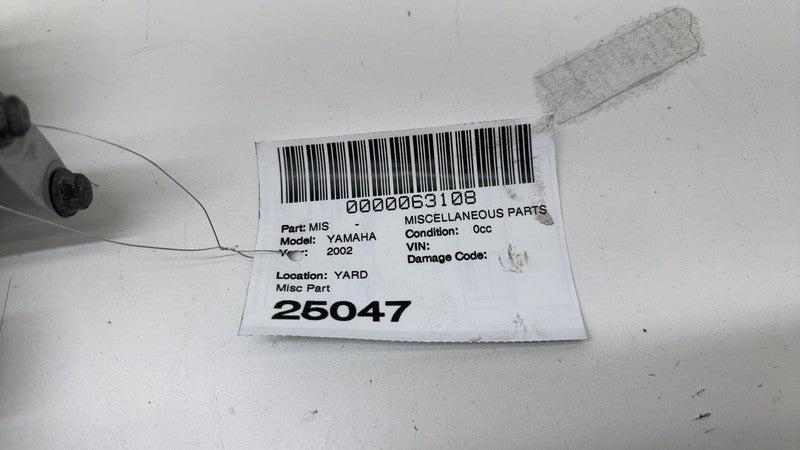 0000063108
Part: MIS - MISCELLANEOUS PARTS
Model: YAMAHA Condition: 0cc
2002 VIN:
Damage Code:
Location: YARD
Misc Part
25047